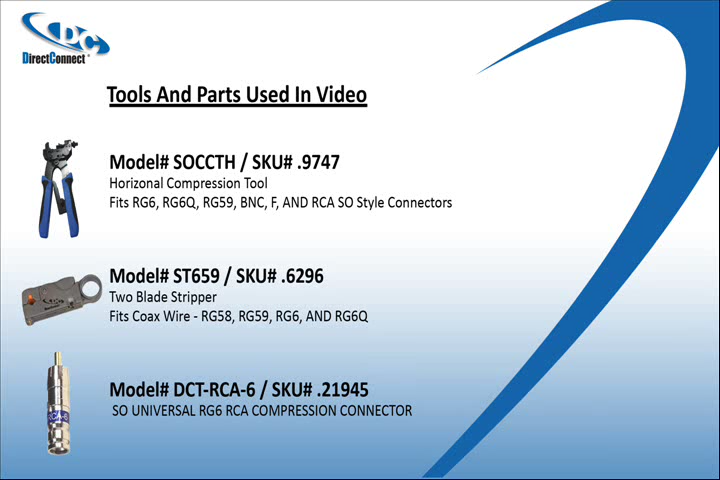 DC
DirectConnect
Tools And Parts Used In Video
Model# SOCCTH / SKU# .9747
Horizonal Compression Tool
Fits RG6, RG6Q, RG59, BNC, F, AND RCA SO Style Connectors
Model# ST659 / SKU# .6296
Two Blade Stripper
Fits Coax Wire - RG58, RG59, RG6, AND RG6Q
Model# DCT-RCA-6 / SKU# .21945
SO UNIVERSAL RG6 RCA COMPRESSION CONNECTOR